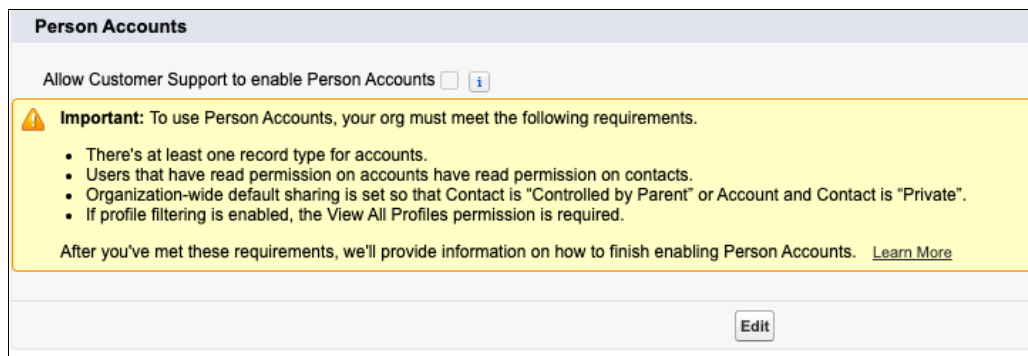 Person Accounts
Allow Customer Support to enable Person Accounts i
Important: To use Person Accounts, your org must meet the following requirements.
• There's at least one record type for accounts.
• Users that have read permission on accounts have read permission on contacts.
• Organization-wide default sharing is set so that Contact is “Controlled by Parent” or Account and Contact is “Private”.
• If profile filtering is enabled, the View All Profiles permission is required.
After you've met these requirements, we'll provide information on how to finish enabling Person Accounts. Learn More
Edit